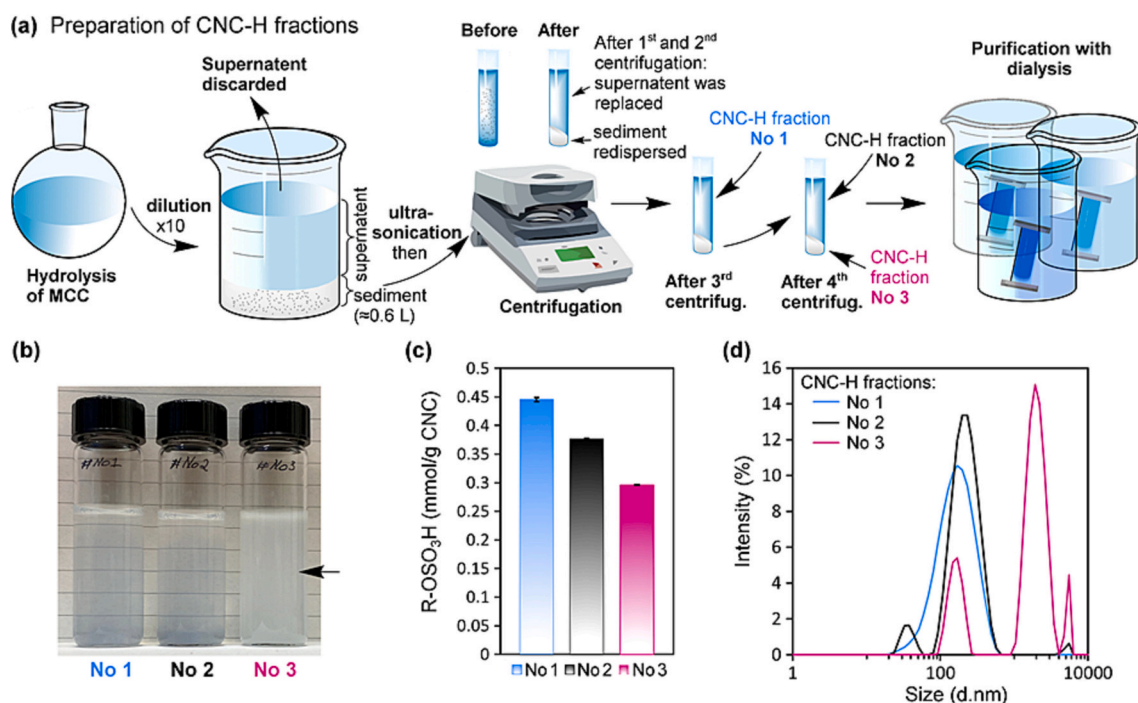 (a) Preparation of CNC-H fractions
Supernatent
discarded
dilution
x10
Hydrolysis
of MCC
supernatent
sediment
(≈0.6 L)
ultra-
sonication
then
Before
After
After 1st and 2nd
centrifugation:
supernatent was
replaced
sediment
redispersed
Centrifugation
CNC-H fraction
No 1
After 3rd
centrifug.
CNC-H fraction
No 2
CNC-H
fraction
No 3
After 4th
centrifug.
Purification with
dialysis
(b)
#No1
#No2
#No3
No 1
No 2
No 3
(c)
R-OSO3H (mmol/g CNC)
0.5
0.45
0.4
0.35
0.3
0.25
0.2
0.15
0.1
0.05
0
No 1
No 2
No 3
(d)
CNC-H fractions:
No 1
No 2
No 3
Intensity (%)
16
14
12
10
8
6
4
2
0
1
100
10000
Size (d.nm)